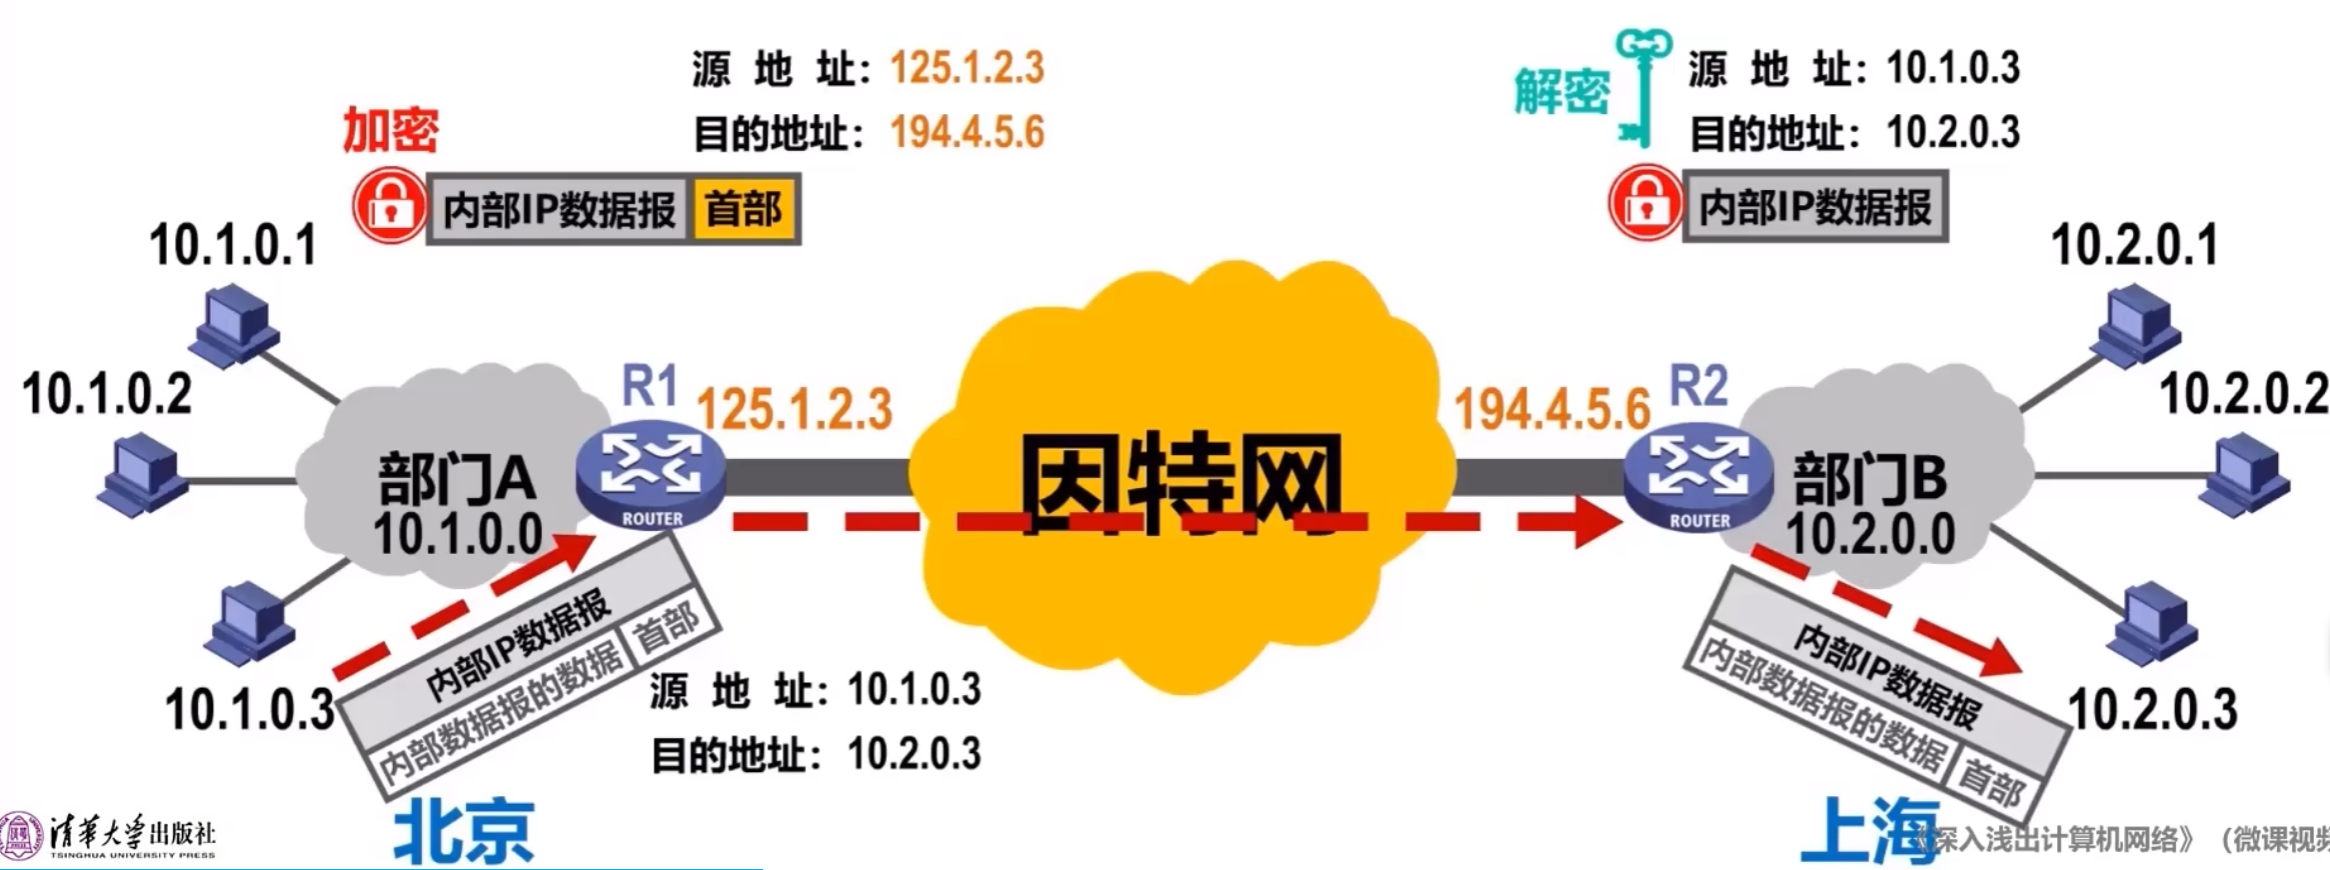 源 地 址：125.1.2.3
目的地址：194.4.5.6
加密
内部IP数据报 首部
解密
源 地 址：10.1.0.3
目的地址：10.2.0.3
内部IP数据报
10.1.0.1
10.1.0.2
10.1.0.3
部门A
10.1.0.0
R1
ROUTER
125.1.2.3
因特网
194.4.5.6
R2
ROUTER
部门B
10.2.0.0
10.2.0.1
10.2.0.2
10.2.0.3
内部IP数据报
内部数据报的数据 首部
源 地 址：10.1.0.3
目的地址：10.2.0.3
内部IP数据报
内部数据报的数据 首部
北京
上海
清华大学出版社
TSINGHUA UNIVERSITY PRESS
《深入浅出计算机网络》（微课视频